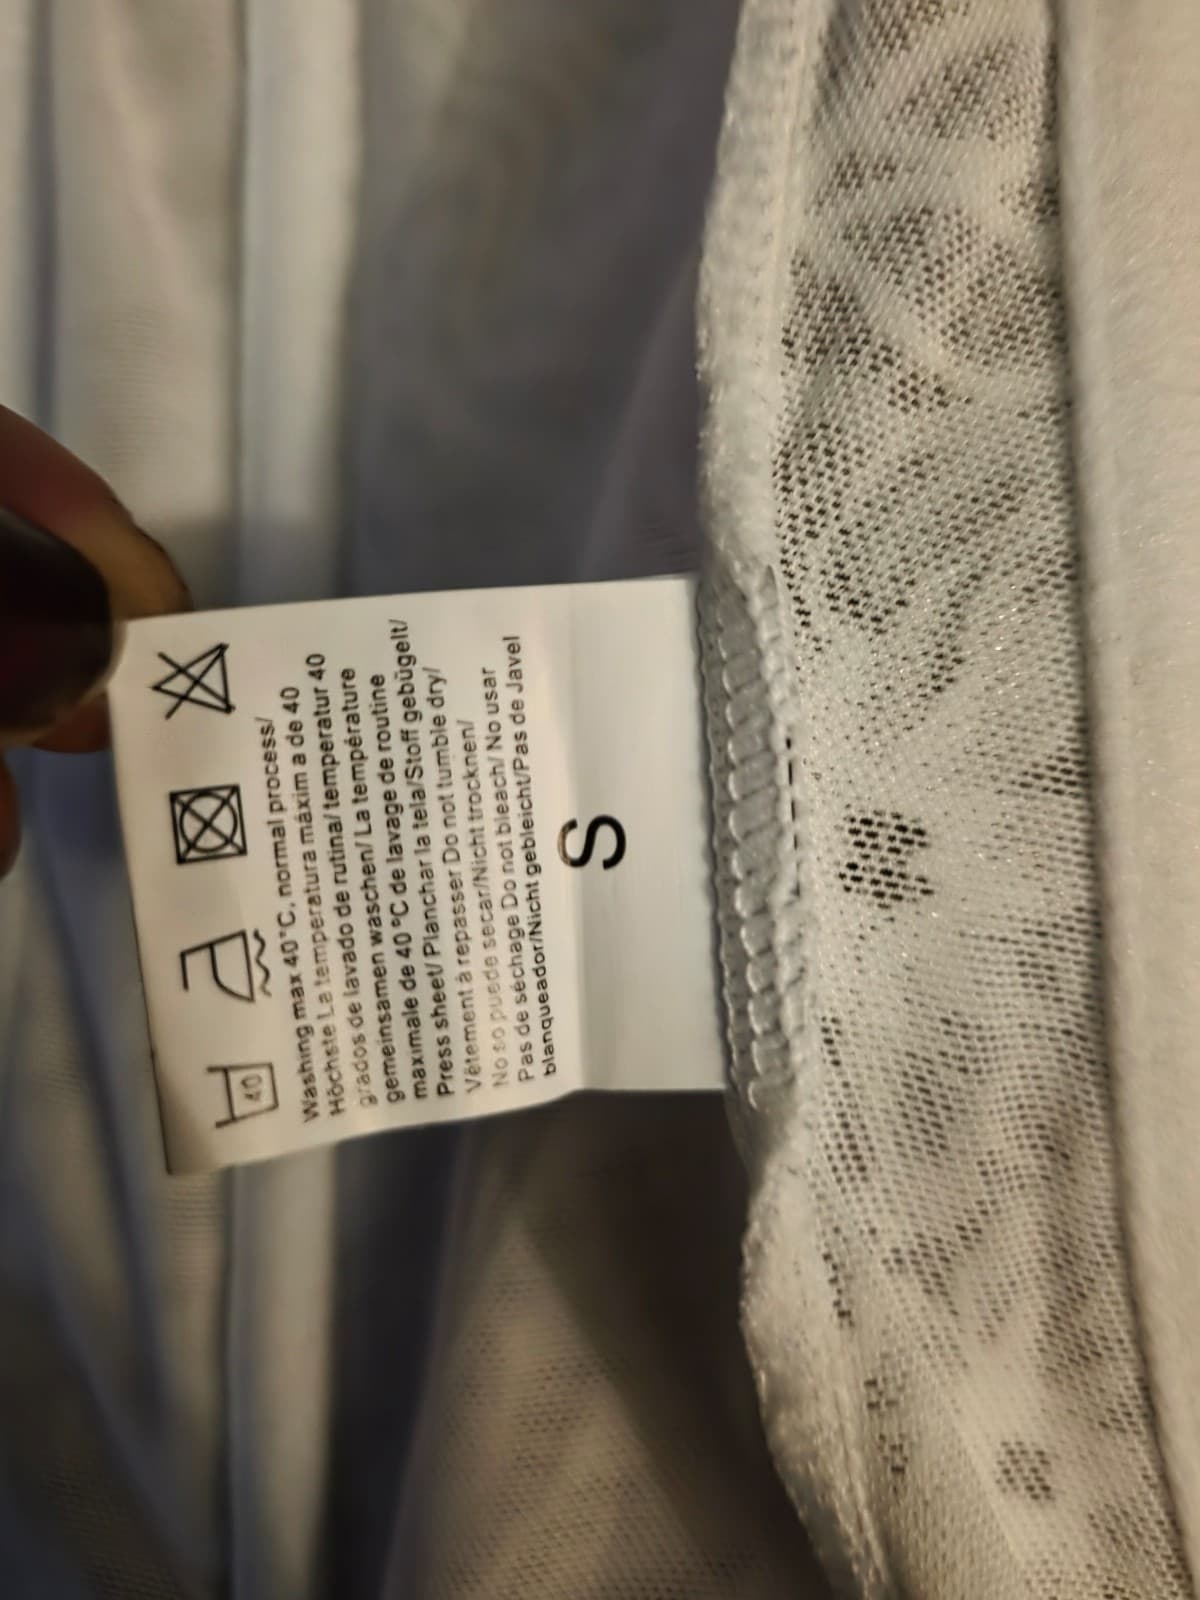 40
Washing max 40°C, normal process/
Höchste La temperatura máxim a de 40
grados de lavado de rutina/ temperatur 40
gemeinsamen waschen/ La température
maximale de 40 °C de lavage de routine
Press sheet/ Planchar la tela/Stoff gebügelt/
Vêtement à repasser Do not tumble dry/
No so puede secar/Nicht trocknen/
Pas de séchage Do not bleach/ No usar
blanqueador/Nicht gebleicht/Pas de Javel
S